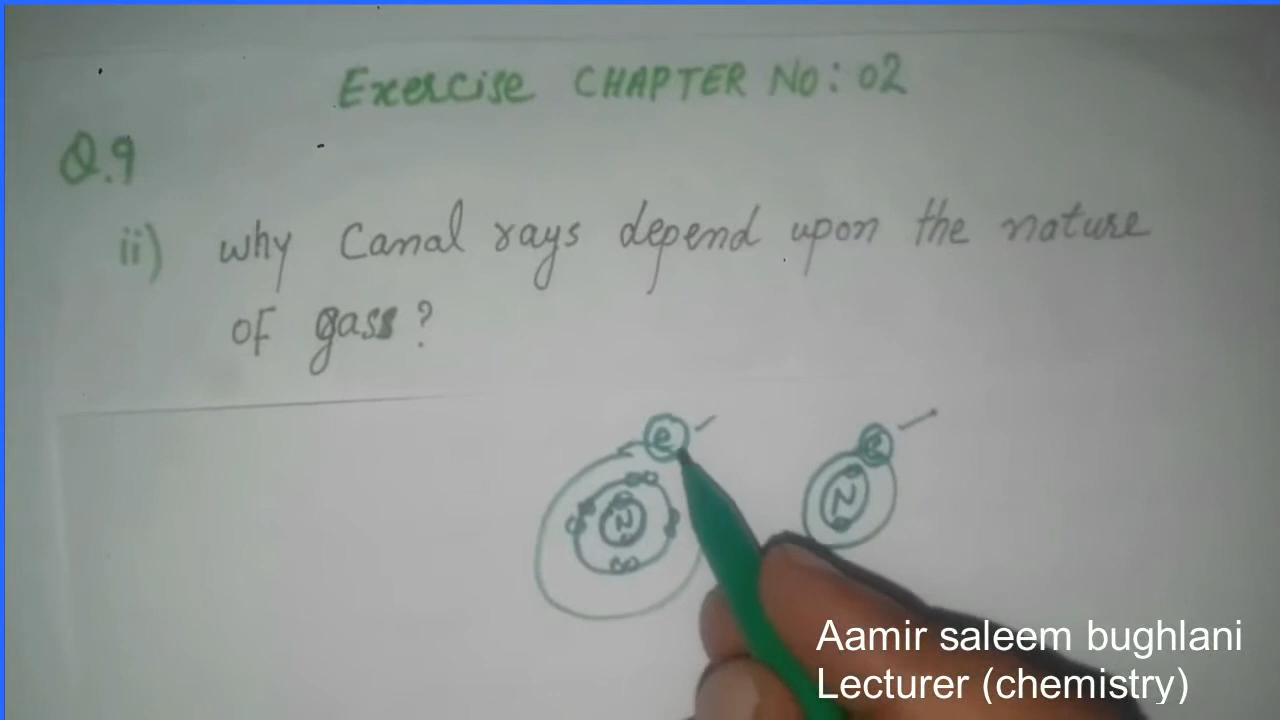 Exercise CHAPTER No: 02
Q.9
ii) why Canal rays depend upon the nature
of gass?
e e
N N
Aamir saleem bughlani
Lecturer (chemistry)